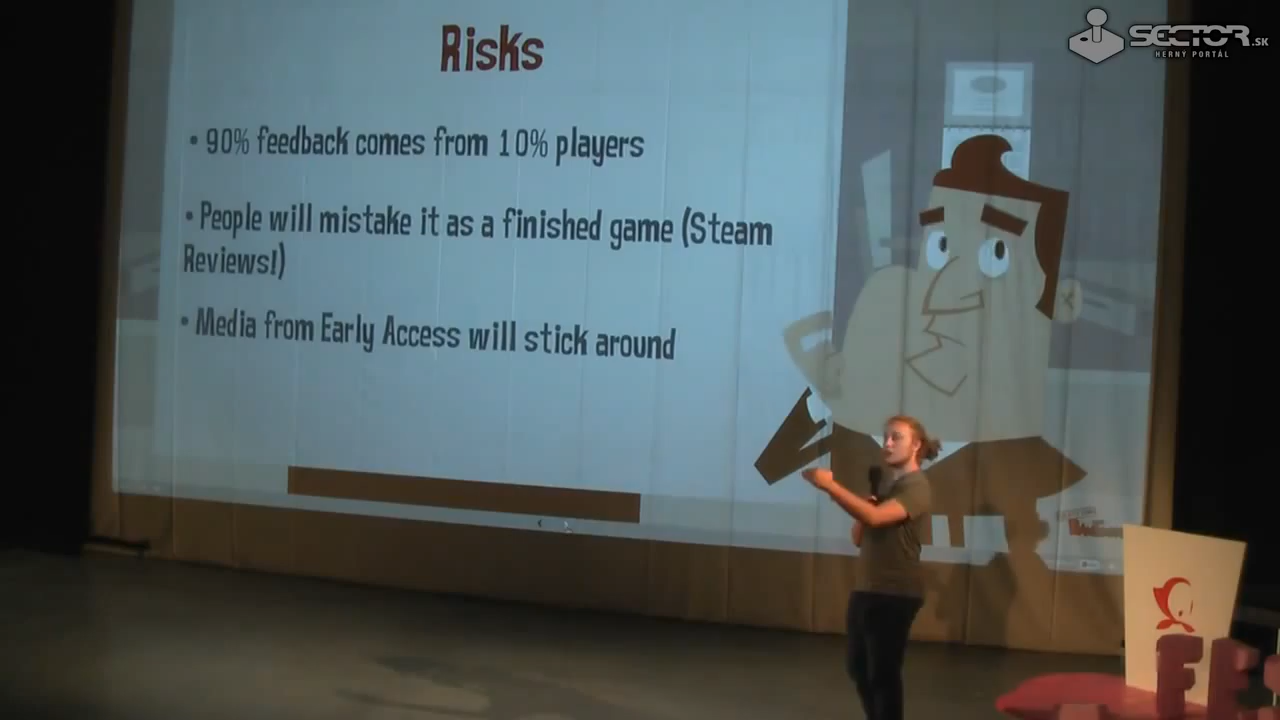 SECTOR.SK
HERNÝ PORTÁL
Risks
• 90% feedback comes from 10% players
• People will mistake it as a finished game (Steam
Reviews!)
• Media from Early Access will stick around
FES